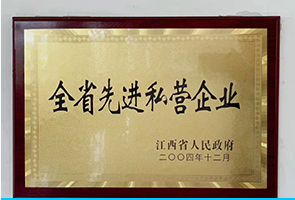 全省先进私营企业
江西省人民政府
二〇〇四年十二月